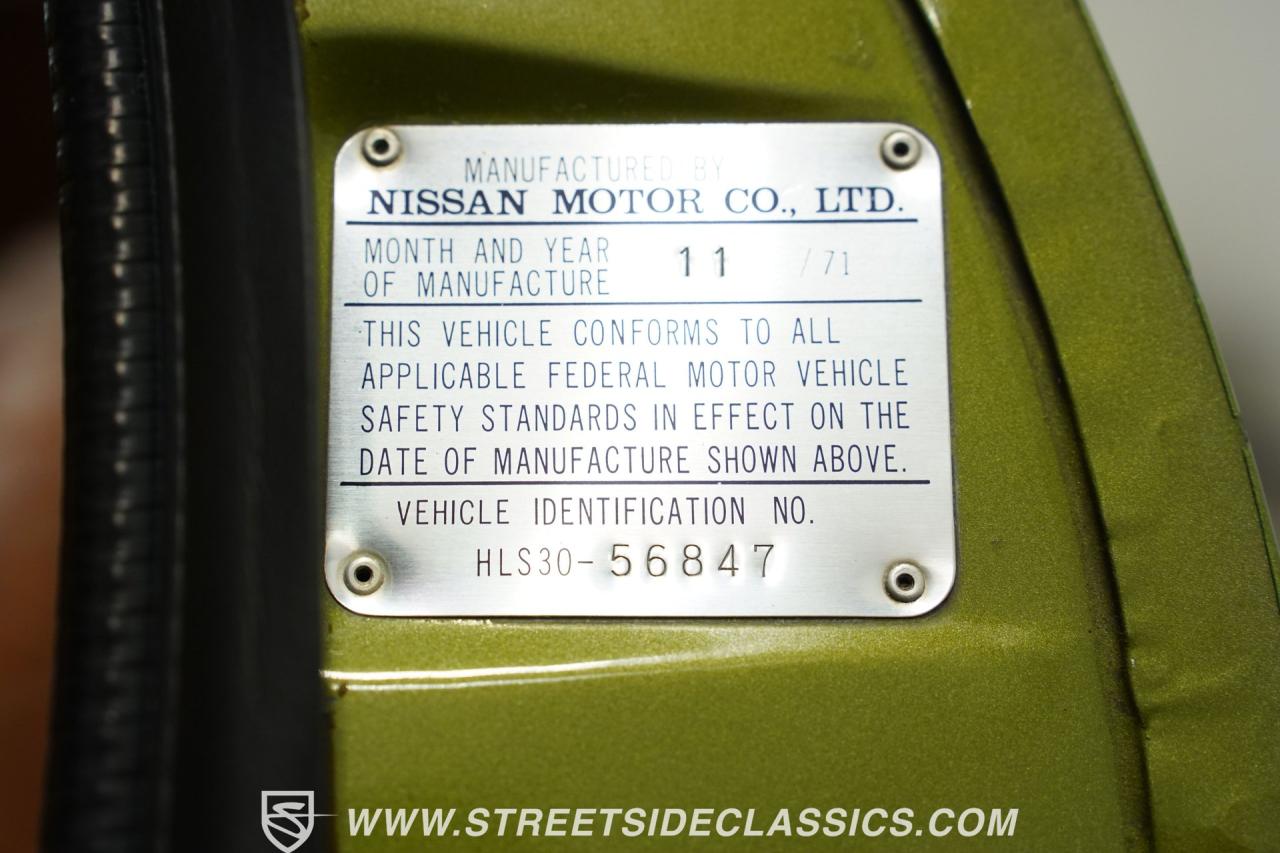 MANUFACTURED BY
NISSAN MOTOR CO., LTD.
MONTH AND YEAR
OF MANUFACTURE 11 /71
THIS VEHICLE CONFORMS TO ALL
APPLICABLE FEDERAL MOTOR VEHICLE
SAFETY STANDARDS IN EFFECT ON THE
DATE OF MANUFACTURE SHOWN ABOVE.
VEHICLE IDENTIFICATION NO.
HLS30-56847
WWW.STREETSIDECLASSICS.COM